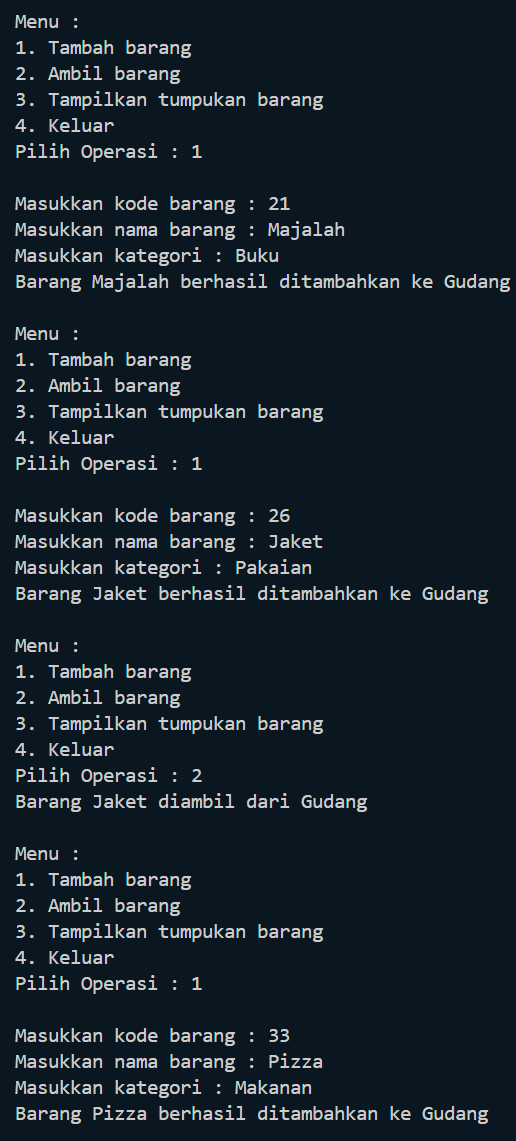 Menu :
1. Tambah barang
2. Ambil barang
3. Tampilkan tumpukan barang
4. Keluar
Pilih Operasi : 1
Masukkan kode barang : 21
Masukkan nama barang : Majalah
Masukkan kategori : Buku
Barang Majalah berhasil ditambahkan ke Gudang
Menu :
1. Tambah barang
2. Ambil barang
3. Tampilkan tumpukan barang
4. Keluar
Pilih Operasi : 1
Masukkan kode barang : 26
Masukkan nama barang : Jaket
Masukkan kategori : Pakaian
Barang Jaket berhasil ditambahkan ke Gudang
Menu :
1. Tambah barang
2. Ambil barang
3. Tampilkan tumpukan barang
4. Keluar
Pilih Operasi : 2
Barang Jaket diambil dari Gudang
Menu :
1. Tambah barang
2. Ambil barang
3. Tampilkan tumpukan barang
4. Keluar
Pilih Operasi : 1
Masukkan kode barang : 33
Masukkan nama barang : Pizza
Masukkan kategori : Makanan
Barang Pizza berhasil ditambahkan ke Gudang